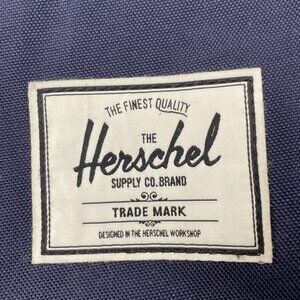 THE FINEST QUALITY
THE
Herschel
SUPPLY CO. BRAND
TRADE MARK
DESIGNED IN THE HERSCHEL WORKSHOP